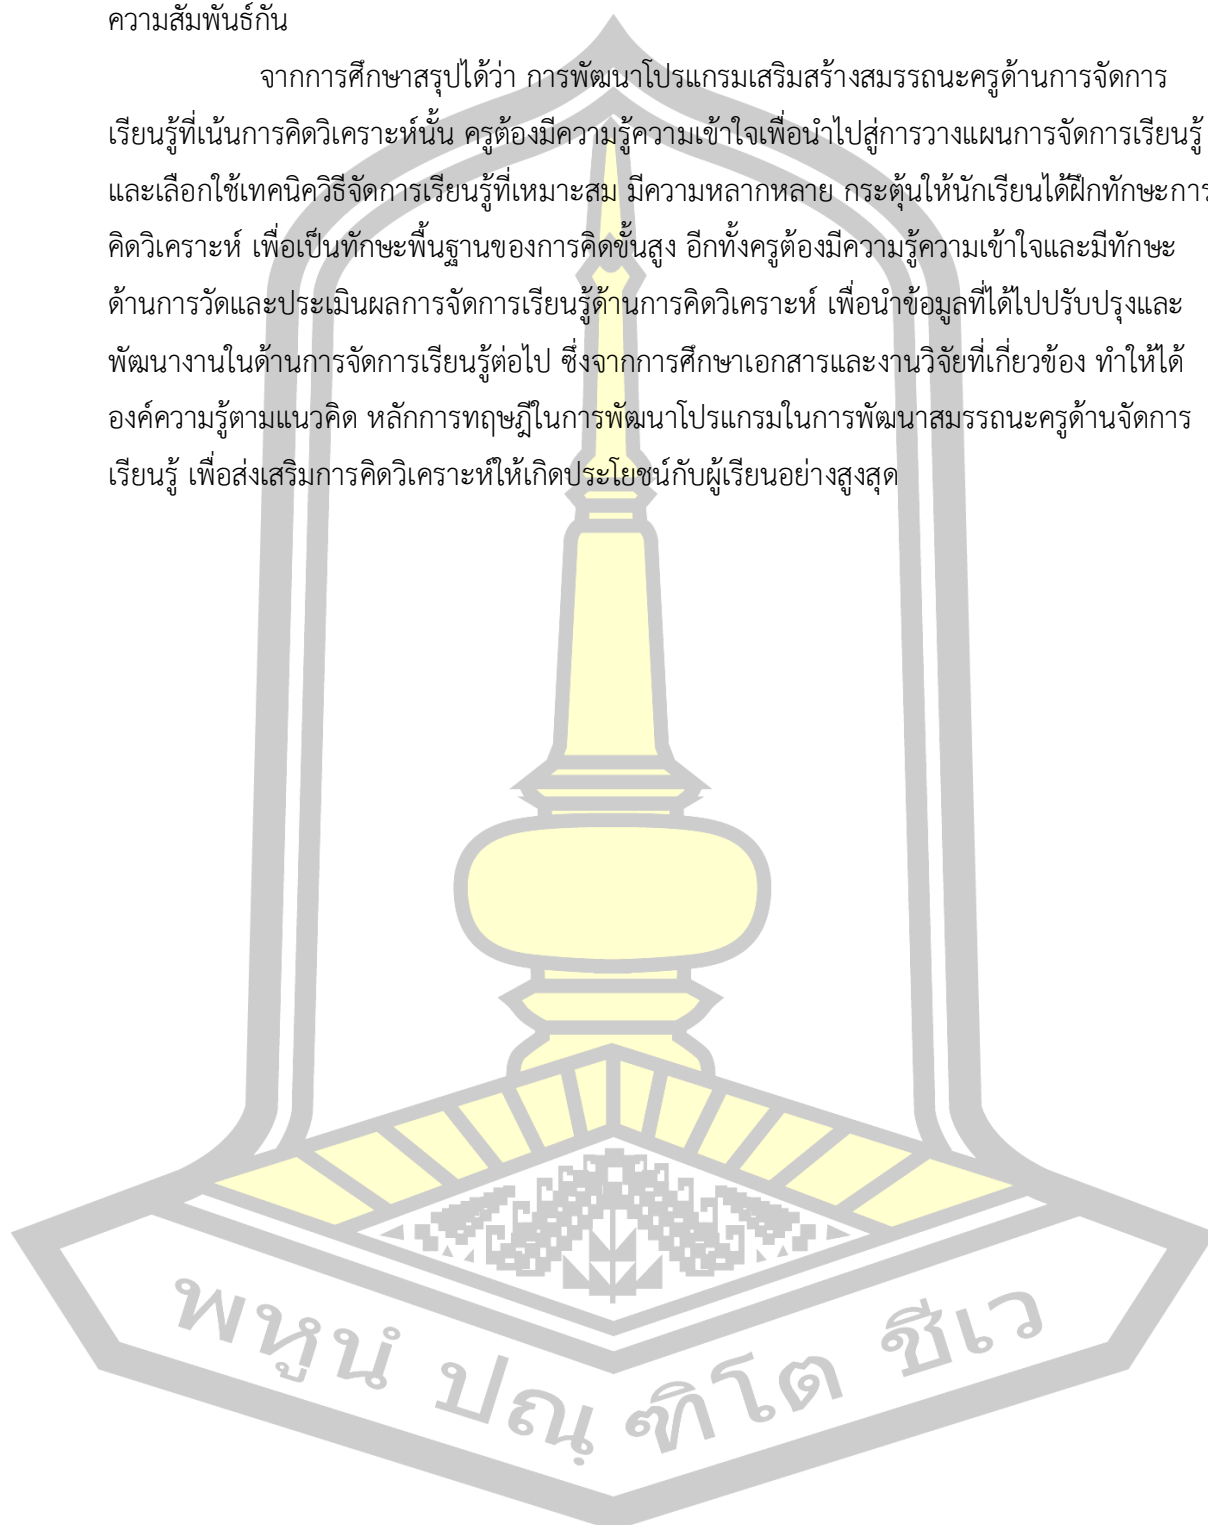 ความสัมพันธ์กัน
จากการศึกษาสรุปได้ว่า การพัฒนาโปรแกรมเสริมสร้างสมรรถนะครูด้านการจัดการ
เรียนรู้ที่เน้นการคิดวิเคราะห์นั้น ครูต้องมีความรู้ความเข้าใจเพื่อนำไปสู่การวางแผนการจัดการเรียนรู้
และเลือกใช้เทคนิควิธีจัดการเรียนรู้ที่เหมาะสม มีความหลากหลาย กระตุ้นให้นักเรียนได้ฝึกทักษะการ
คิดวิเคราะห์ เพื่อเป็นทักษะพื้นฐานของการคิดขั้นสูง อีกทั้งครูต้องมีความรู้ความเข้าใจและมีทักษะ
ด้านการวัดและประเมินผลการจัดการเรียนรู้ด้านการคิดวิเคราะห์ เพื่อนำข้อมูลที่ได้ไปปรับปรุงและ
พัฒนางานในด้านการจัดการเรียนรู้ต่อไป ซึ่งจากการศึกษาเอกสารและงานวิจัยที่เกี่ยวข้อง ทำให้ได้
องค์ความรู้ตามแนวคิด หลักการทฤษฎีในการพัฒนาโปรแกรมในการพัฒนาสมรรถนะครูด้านจัดการ
เรียนรู้ เพื่อส่งเสริมการคิดวิเคราะห์ให้เกิดประโยชน์กับผู้เรียนอย่างสูงสุด
พหูนํ ปณฺฑิโต ชีเว